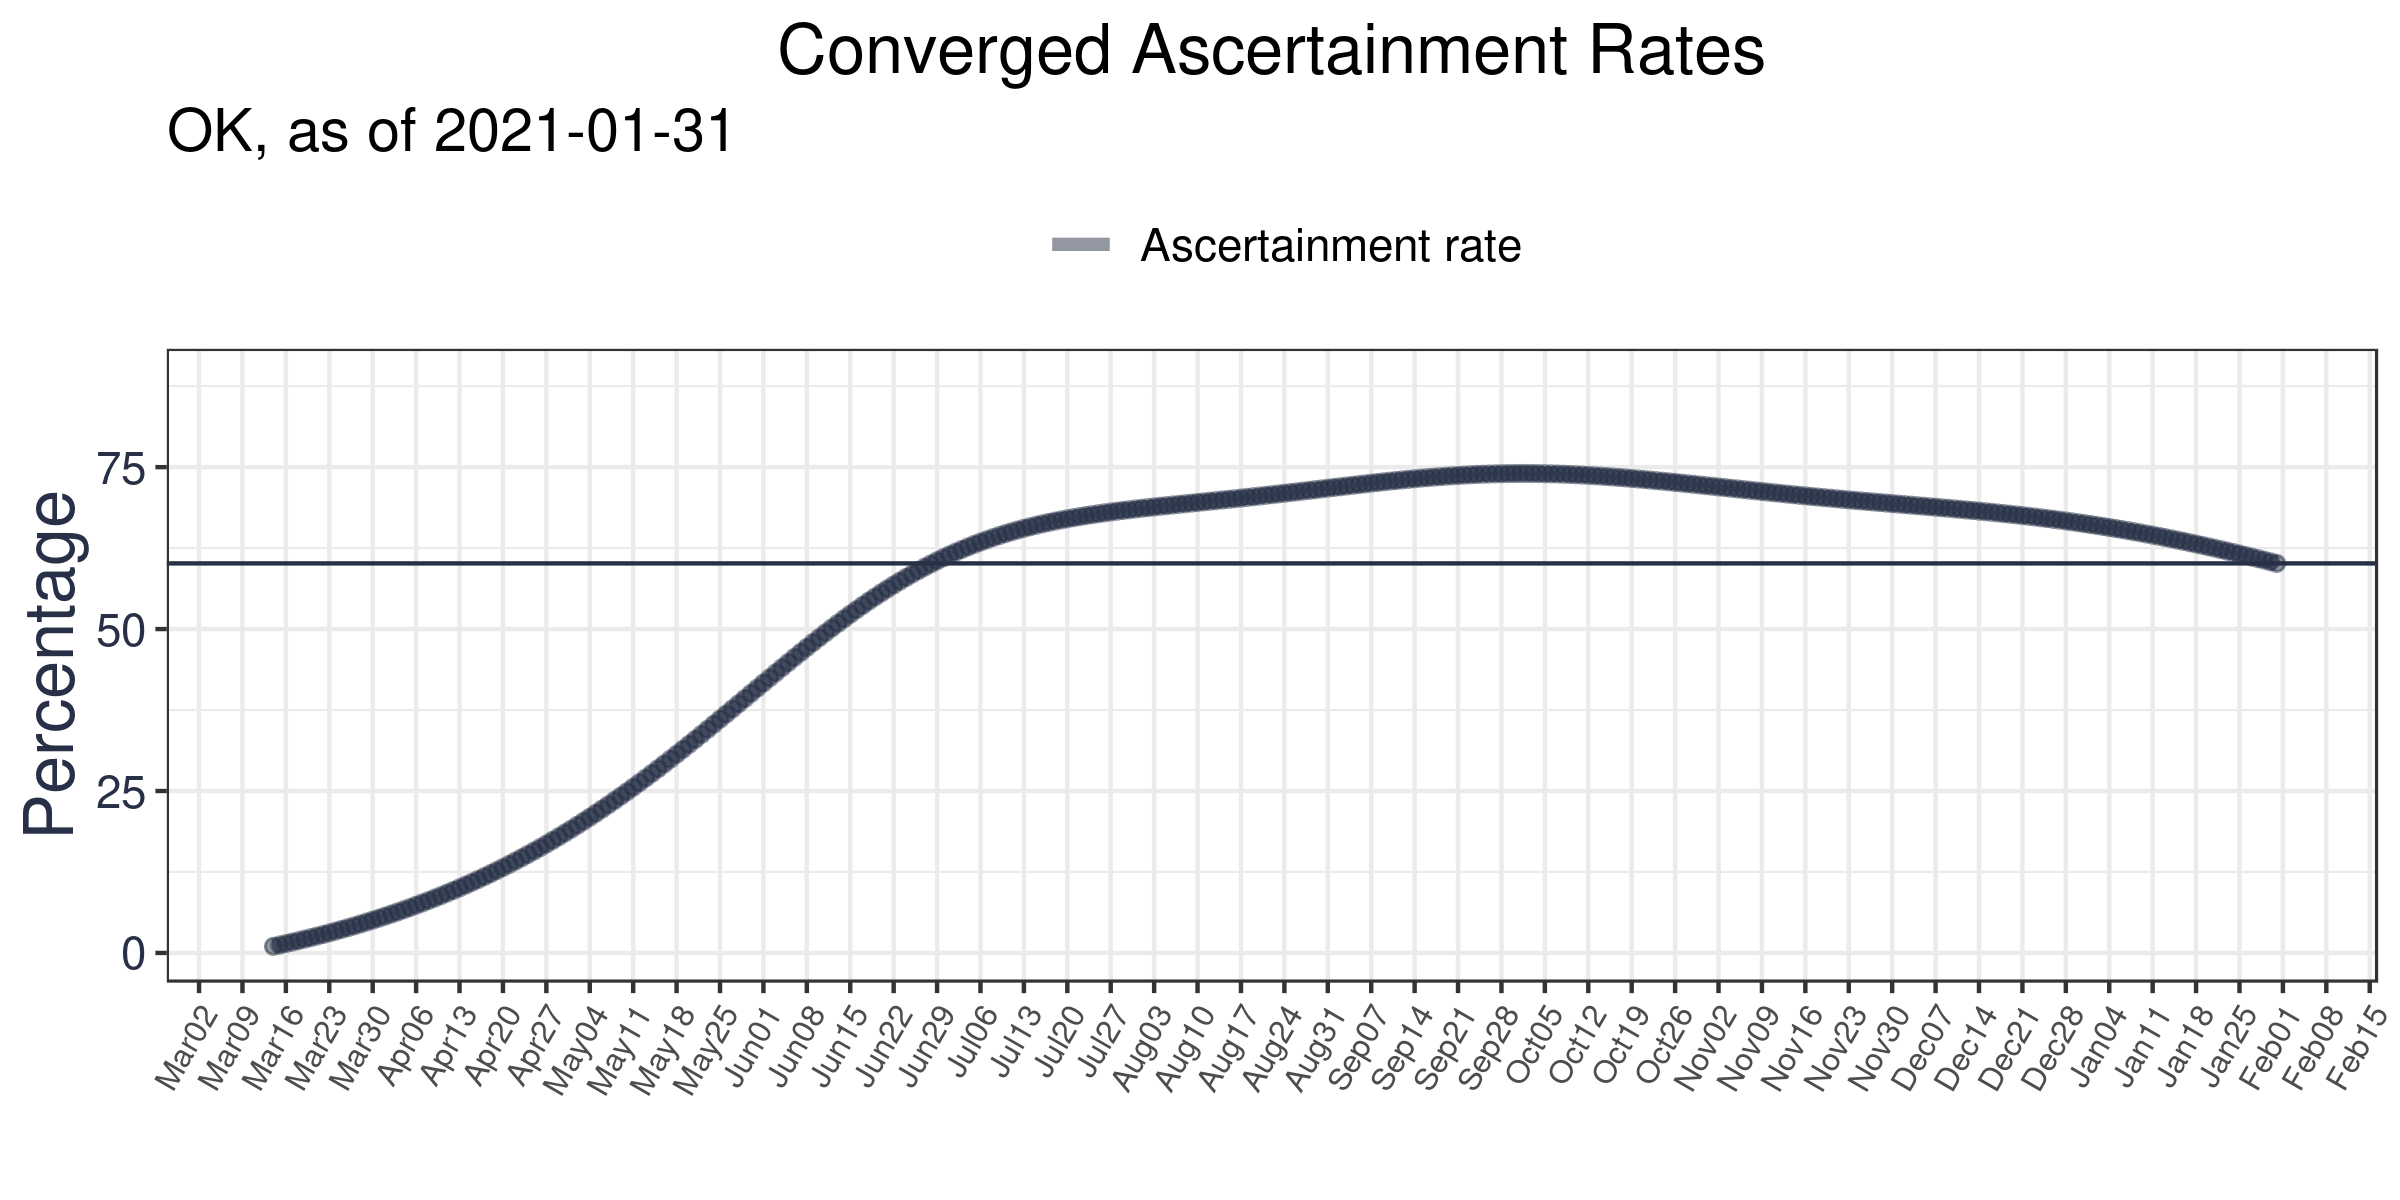 Converged Ascertainment Rates
OK, as of 2021-01-31
Ascertainment rate
Percentage
75
50
25
0
Mar02 Mar09 Mar16 Mar23 Mar30 Apr06 Apr13 Apr20 Apr27 May04 May11 May18 May25 Jun01 Jun08 Jun15 Jun22 Jun29 Jul06 Jul13 Jul20 Jul27 Aug03 Aug10 Aug17 Aug24 Aug31 Sep07 Sep14 Sep21 Sep28 Oct05 Oct12 Oct19 Oct26 Nov02 Nov09 Nov16 Nov23 Nov30 Dec07 Dec14 Dec21 Dec28 Jan04 Jan11 Jan18 Jan25 Feb01 Feb08 Feb15